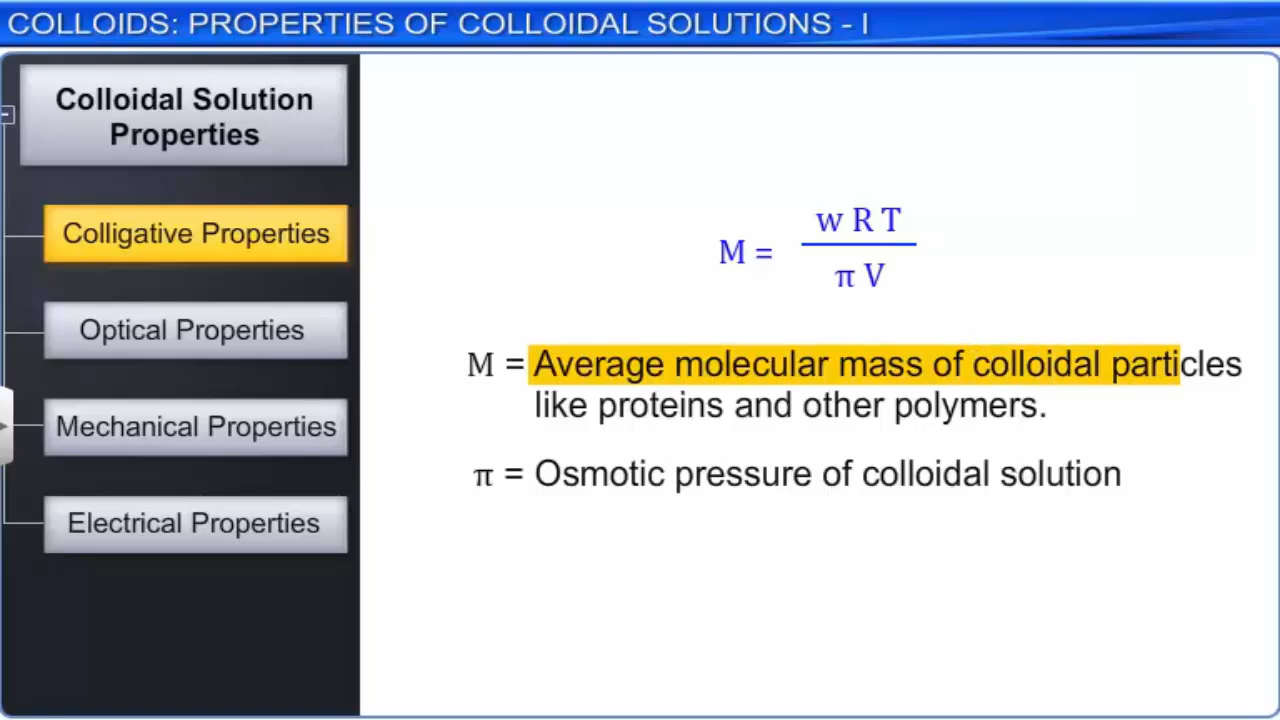 COLLOIDS: PROPERTIES OF COLLOIDAL SOLUTIONS - I
Colloidal Solution
Properties
Colligative Properties
Optical Properties
Mechanical Properties
Electrical Properties
w R T
M =
π V
M = Average molecular mass of colloidal particles
like proteins and other polymers.
π = Osmotic pressure of colloidal solution